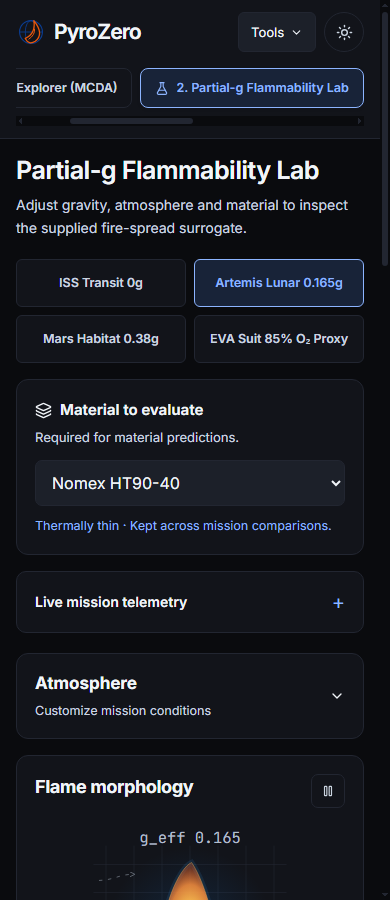 PyroZero
Tools
Explorer (MCDA)
2. Partial-g Flammability Lab
Partial-g Flammability Lab
Adjust gravity, atmosphere and material to inspect
the supplied fire-spread surrogate.
ISS Transit 0g
Artemis Lunar 0.165g
Mars Habitat 0.38g
EVA Suit 85% O₂ Proxy
Material to evaluate
Required for material predictions.
Nomex HT90-40
Thermally thin · Kept across mission comparisons.
Live mission telemetry
+
Atmosphere
Customize mission conditions
Flame morphology
g_eff 0.165
- - - ->